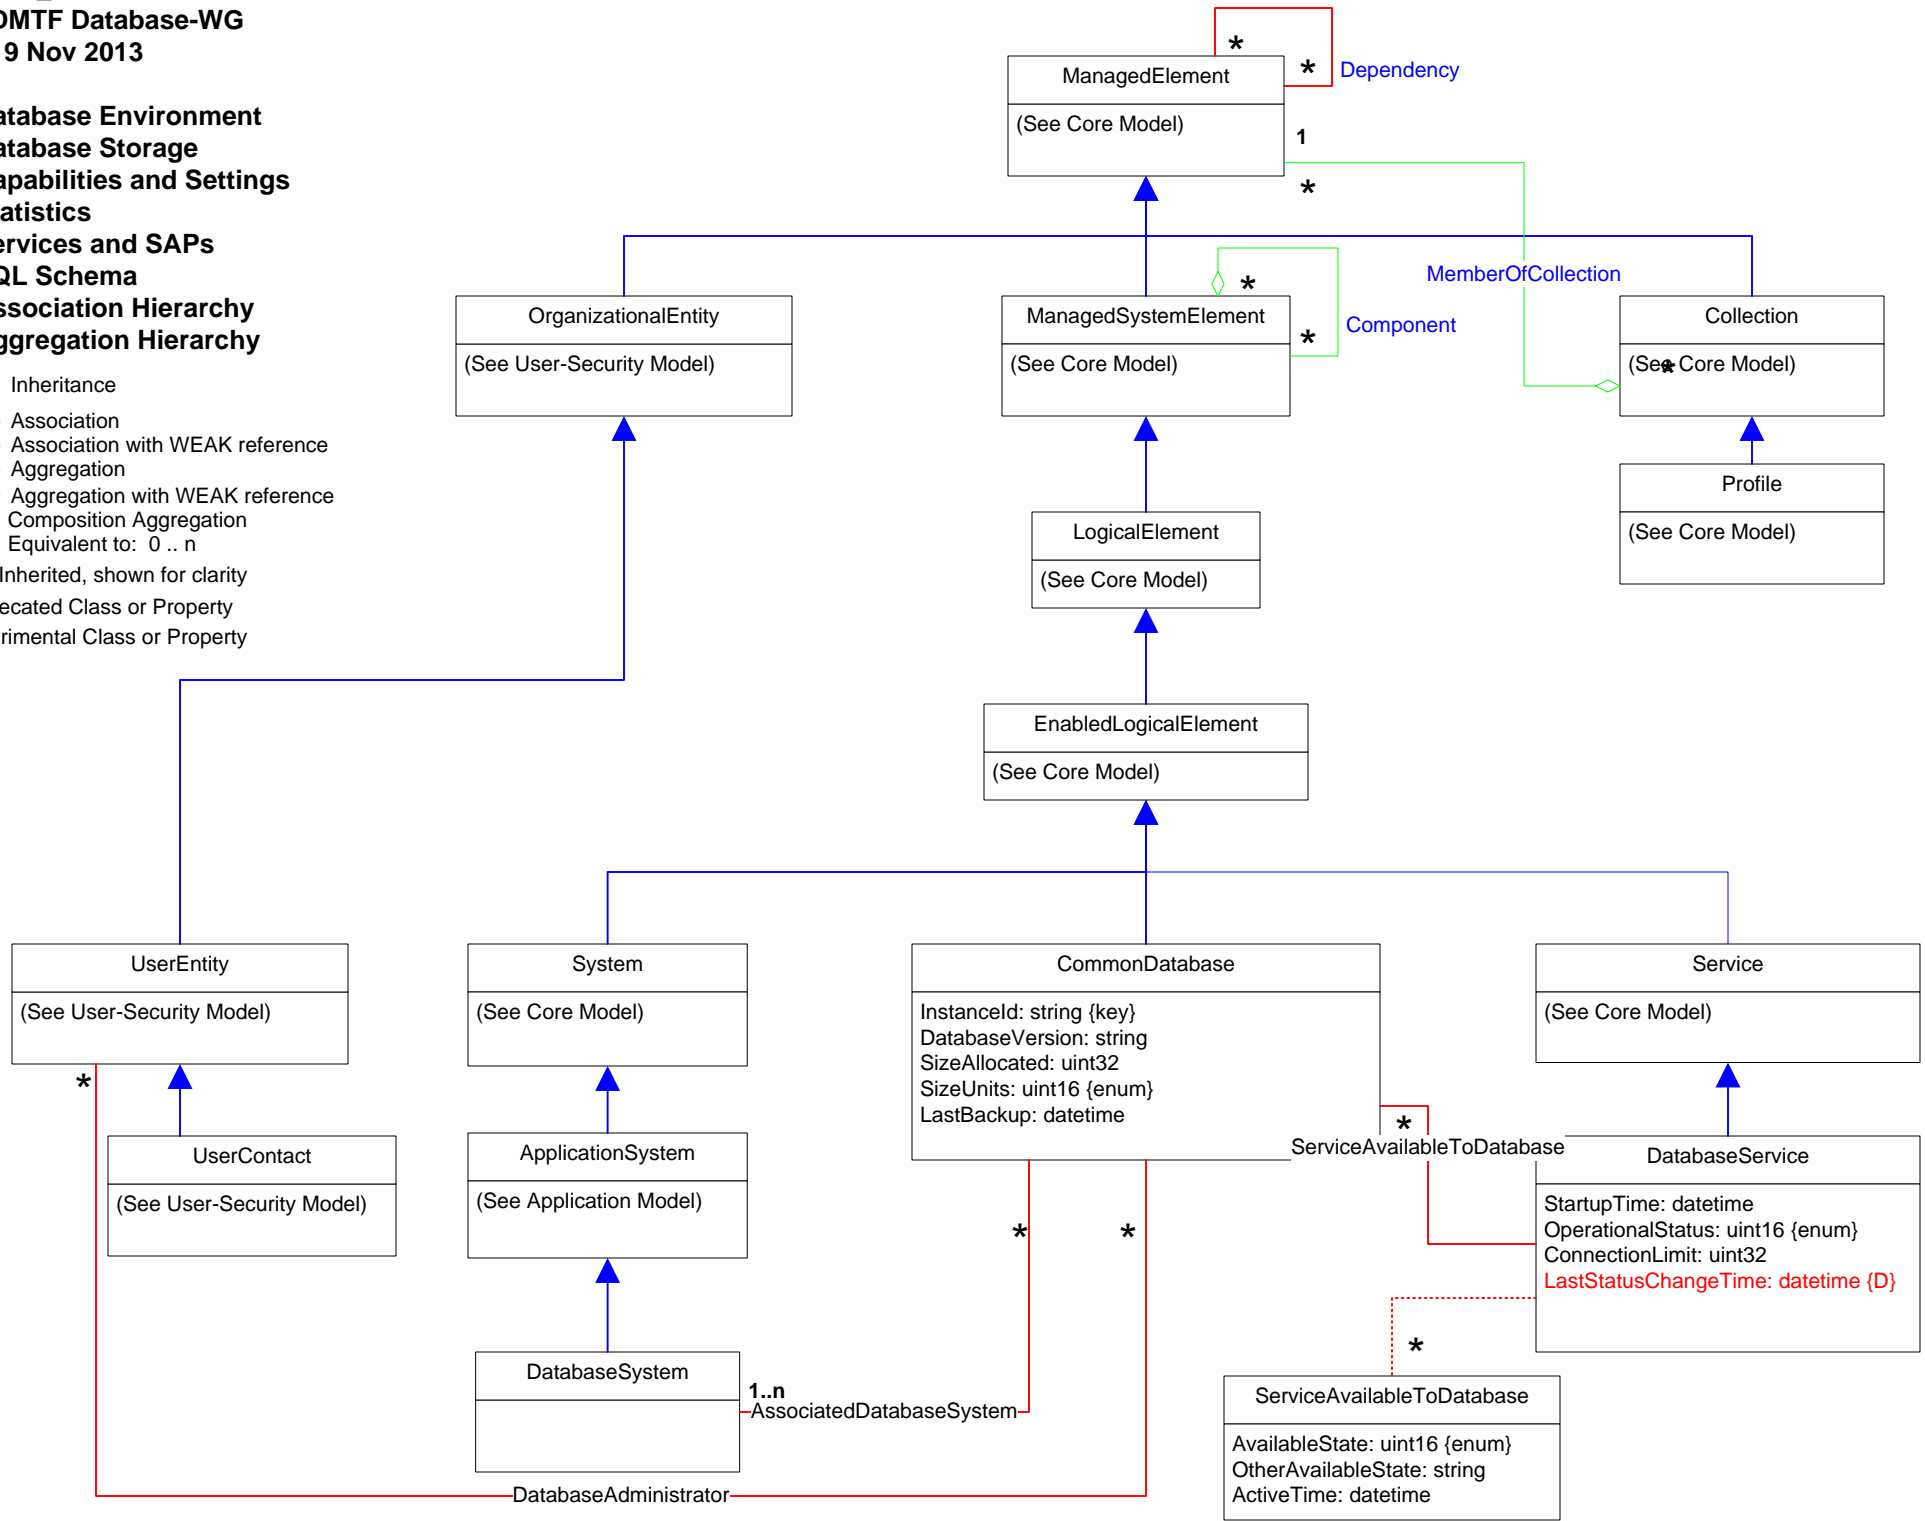 DMTF Database-WG
9 Nov 2013
atabase Environment
atabase Storage
apabilities and Settings
atistics
ervices and SAPs
QL Schema
ssociation Hierarchy
ggregation Hierarchy
Inheritance
Association
Association with WEAK reference
Aggregation
Aggregation with WEAK reference
Composition Aggregation
Equivalent to: 0 .. n
Inherited, shown for clarity
ecated Class or Property
rimental Class or Property
*
ManagedElement
*
Dependency
(See Core Model)
1
*
MemberOfCollection
OrganizationalEntity
(See User-Security Model)
*
ManagedSystemElement
*
Component
(See Core Model)
Collection
(See Core Model)
*
Profile
(See Core Model)
LogicalElement
(See Core Model)
EnabledLogicalElement
(See Core Model)
UserEntity
(See User-Security Model)
*
System
(See Core Model)
CommonDatabase
InstanceId: string {key}
DatabaseVersion: string
SizeAllocated: uint32
SizeUnits: uint16 {enum}
LastBackup: datetime
Service
(See Core Model)
*
ServiceAvailableToDatabase
UserContact
(See User-Security Model)
ApplicationSystem
(See Application Model)
*
*
DatabaseService
StartupTime: datetime
OperationalStatus: uint16 {enum}
ConnectionLimit: uint32
LastStatusChangeTime: datetime {D}
*
DatabaseSystem
1..n
AssociatedDatabaseSystem
ServiceAvailableToDatabase
AvailableState: uint16 {enum}
OtherAvailableState: string
ActiveTime: datetime
DatabaseAdministrator